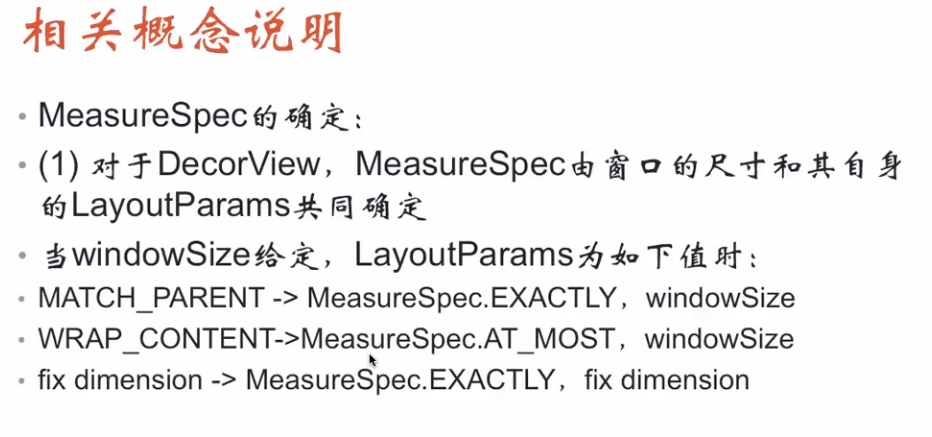 相关概念说明
• MeasureSpec的确定：
• (1) 对于DecorView，MeasureSpec由窗口的尺寸和其自身
的LayoutParams共同确定
• 当windowSize给定，LayoutParams为如下值时：
• MATCH_PARENT -> MeasureSpec.EXACTLY，windowSize
• WRAP_CONTENT->MeasureSpec.AT_MOST，windowSize
• fix dimension -> MeasureSpec.EXACTLY，fix dimension